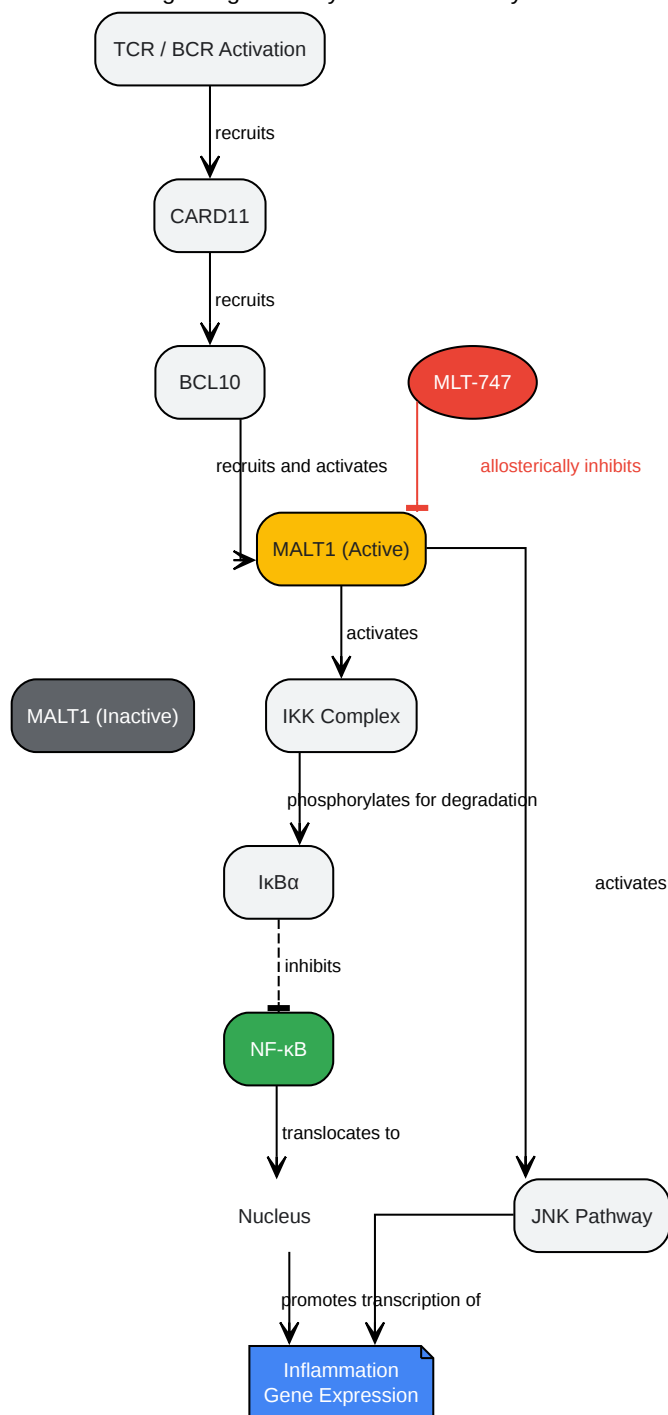 TCR / BCR Activation
recruits
CARD11
recruits
BCL10
MLT-747
recruits and activates
allosterically inhibits
MALT1 (Active)
activates
MALT1 (Inactive)
IKK Complex
phosphorylates for degradation
IκBα
activates
inhibits
NF-κB
translocates to
Nucleus
JNK Pathway
promotes transcription of
Inflammation
Gene Expression